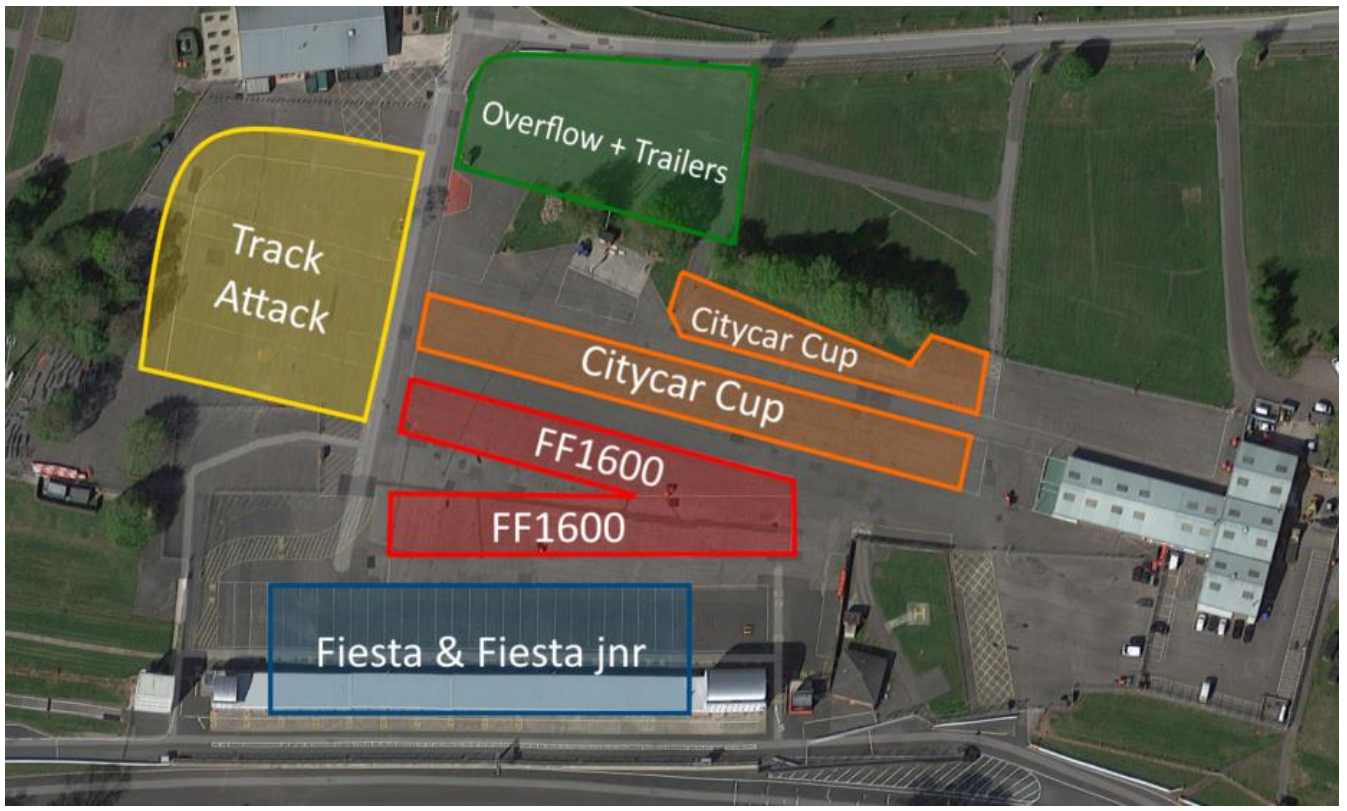 Overflow + Trailers
Track
Attack
Citycar Cup
Citycar Cup
FF1600
FF1600
Fiesta & Fiesta jnr